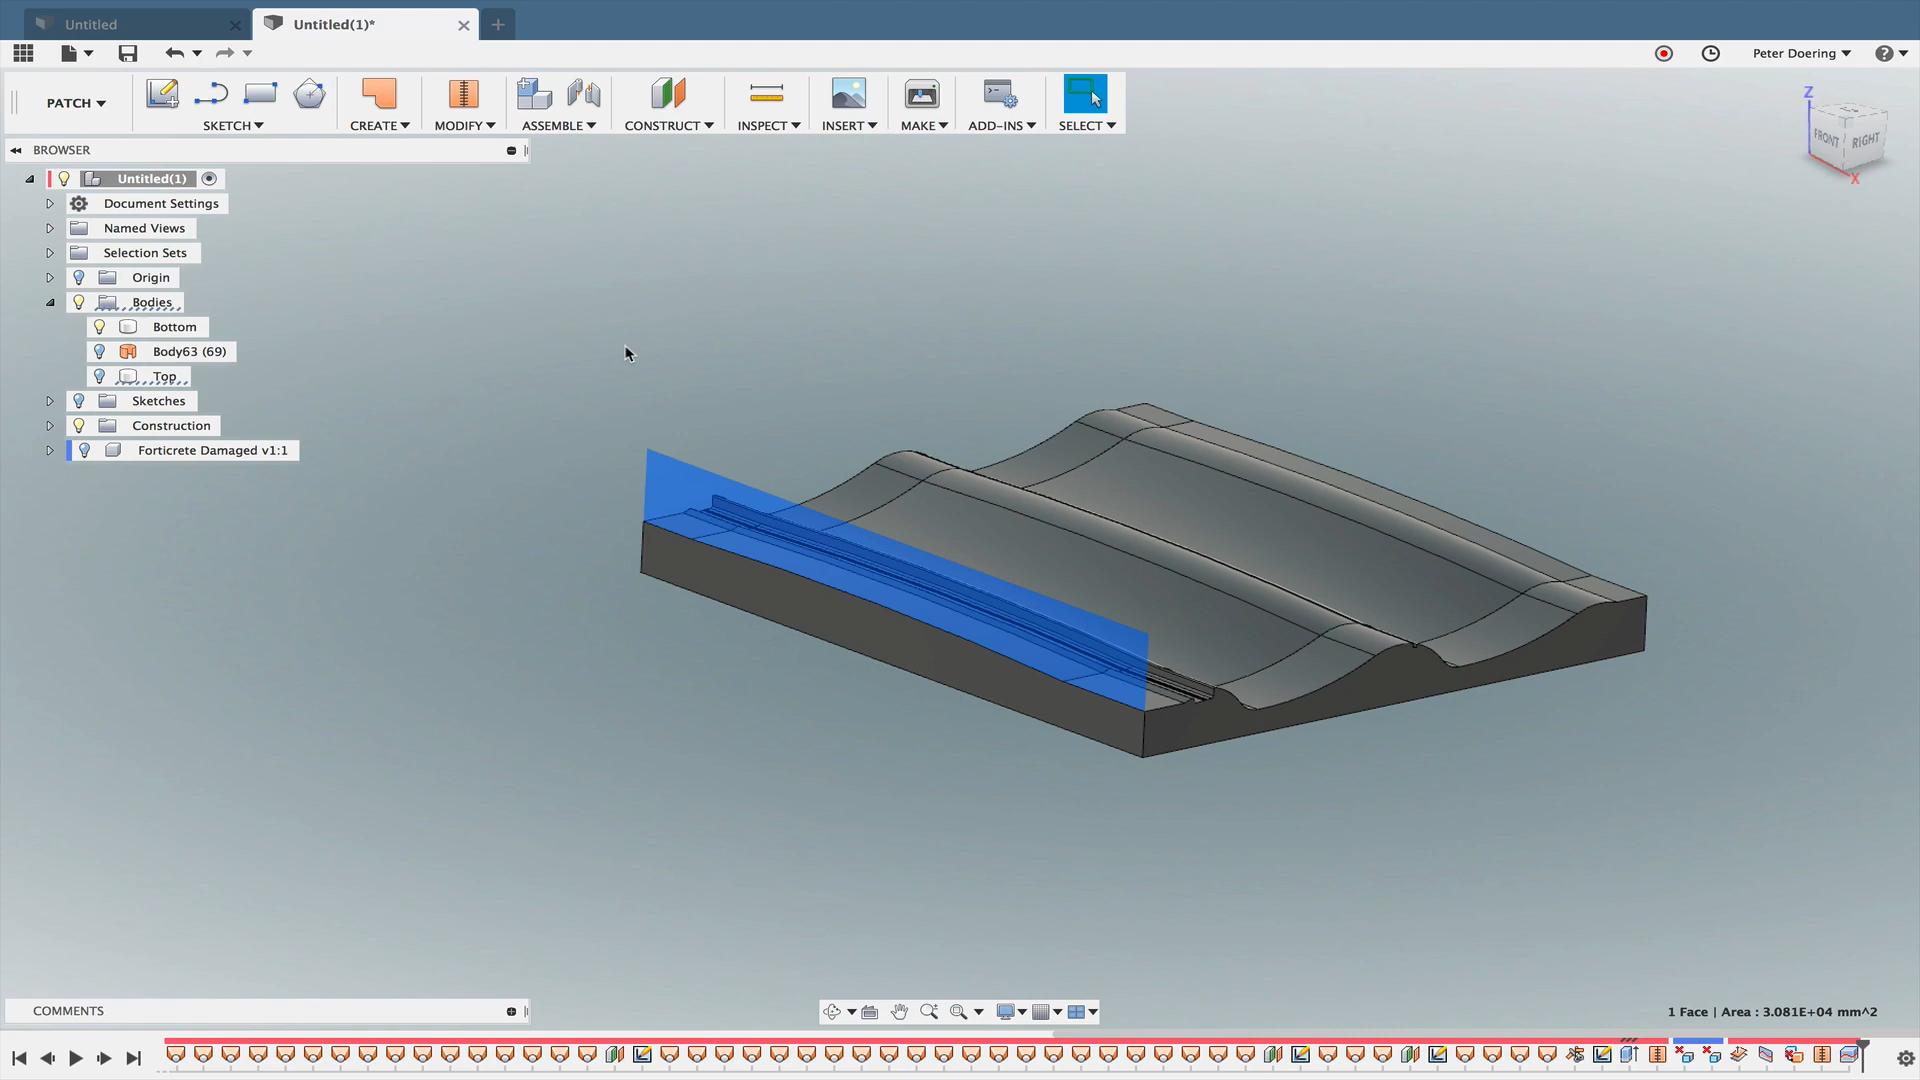 Untitled
Untitled(1)*
Peter Doering
PATCH
SKETCH
CREATE
MODIFY
ASSEMBLE
CONSTRUCT
INSPECT
INSERT
MAKE
ADD-INS
SELECT
BROWSER
Z
FRONT
RIGHT
X
Untitled(1)
Document Settings
Named Views
Selection Sets
Origin
Bodies
Bottom
Body63 (69)
Top
Sketches
Construction
Forticrete Damaged v1:1
COMMENTS
1 Face | Area : 3.081E+04 mm^2